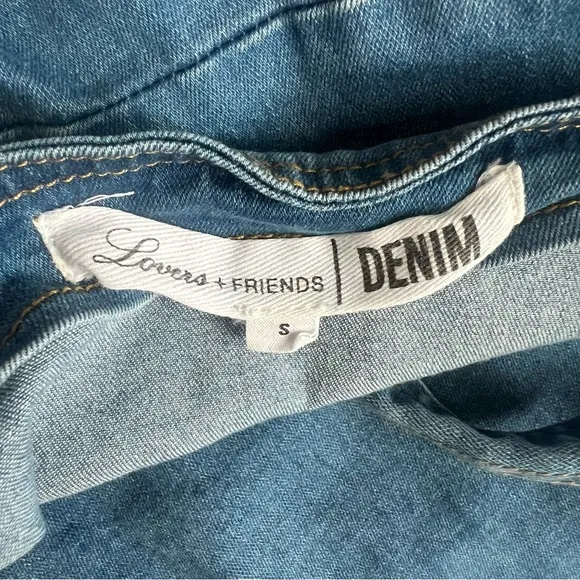 Lovers + FRIENDS | DENIM
S